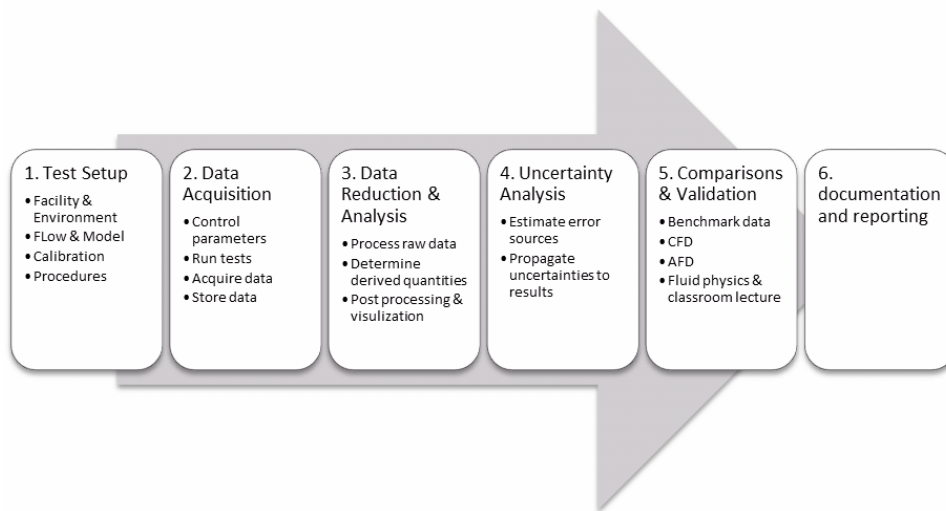 1. Test Setup
• Facility &
Environment
• FLow & Model
• Calibration
• Procedures
2. Data
Acquisition
• Control
parameters
• Run tests
• Acquire data
• Store data
3. Data
Reduction &
Analysis
• Process raw data
• Determine
derived quantities
• Post processing &
visulization
4. Uncertainty
Analysis
• Estimate error
sources
• Propagate
uncertainties to
results
5. Comparisons
& Validation
• Benchmark data
• CFD
• AFD
• Fluid physics &
classroom lecture
6.
documentation
and reporting